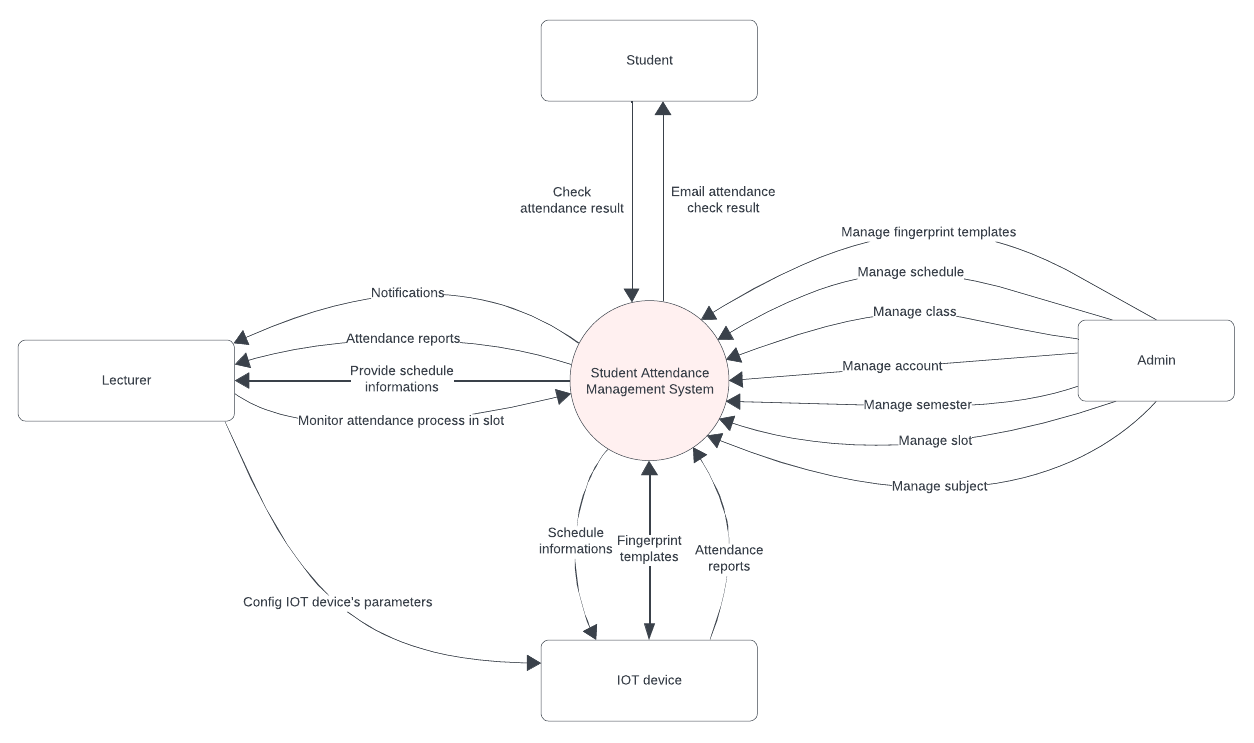 Student
Check
attendance result
Email attendance
check result
Manage fingerprint templates
Manage schedule
Notifications
Manage class
Attendance reports
Admin
Manage account
Provide schedule
informations
Lecturer
Student Attendance
Management System
Manage semester
Monitor attendance process in slot
Manage slot
Manage subject
Schedule
informations
Fingerprint
templates
Attendance
reports
Config IOT device's parameters
IOT device